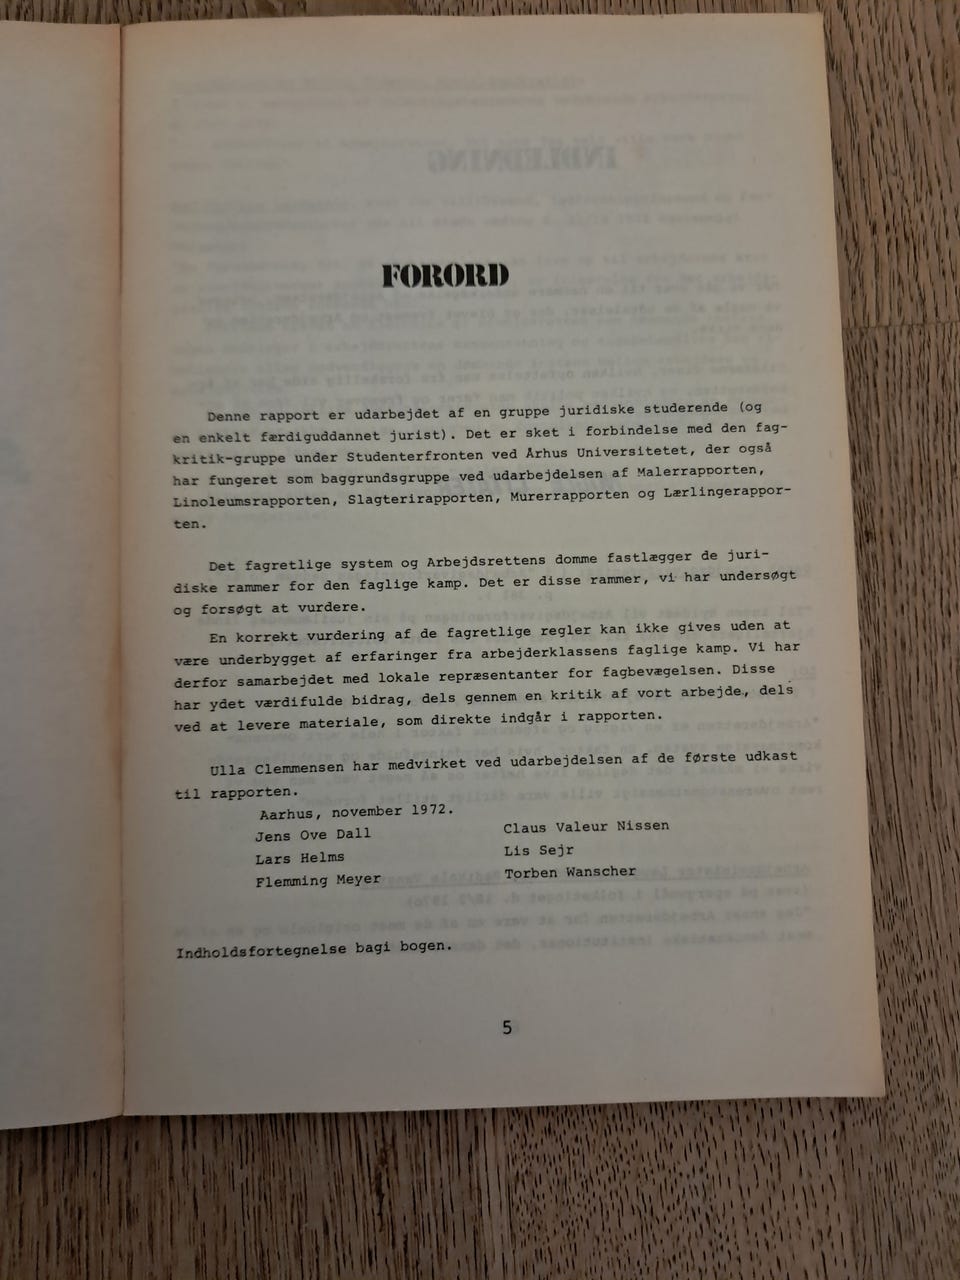 FORORD
Denne rapport er udarbejdet af en gruppe juridiske studerende (og
en enkelt færdiguddannet jurist). Det er sket i forbindelse med den fag-
kritik-gruppe under Studenterfronten ved Århus Universitetet, der også
har fungeret som baggrundsgruppe ved udarbejdelsen af Malerrapporten,
Linoleumsrapporten, Slagterirapporten, Murerrapporten og Lærlingerappor-
ten.
Det fagretlige system og Arbejdsrettens domme fastlægger de juri-
diske rammer for den faglige kamp. Det er disse rammer, vi har undersøgt
og forsøgt at vurdere.
En korrekt vurdering af de fagretlige regler kan ikke gives uden at
være underbygget af erfaringer fra arbejderklassens faglige kamp. Vi har
derfor samarbejdet med lokale repræsentanter for fagbevægelsen. Disse
har ydet værdifulde bidrag, dels gennem en kritik af vort arbejde, dels
ved at levere materiale, som direkte indgår i rapporten.
Ulla Clemmensen har medvirket ved udarbejdelsen af de første udkast
til rapporten.
Aarhus, november 1972.
Jens Ove Dall Claus Valeur Nissen
Lars Helms Lis Sejr
Flemming Meyer Torben Wanscher
Indholdsfortegnelse bagi bogen.
5